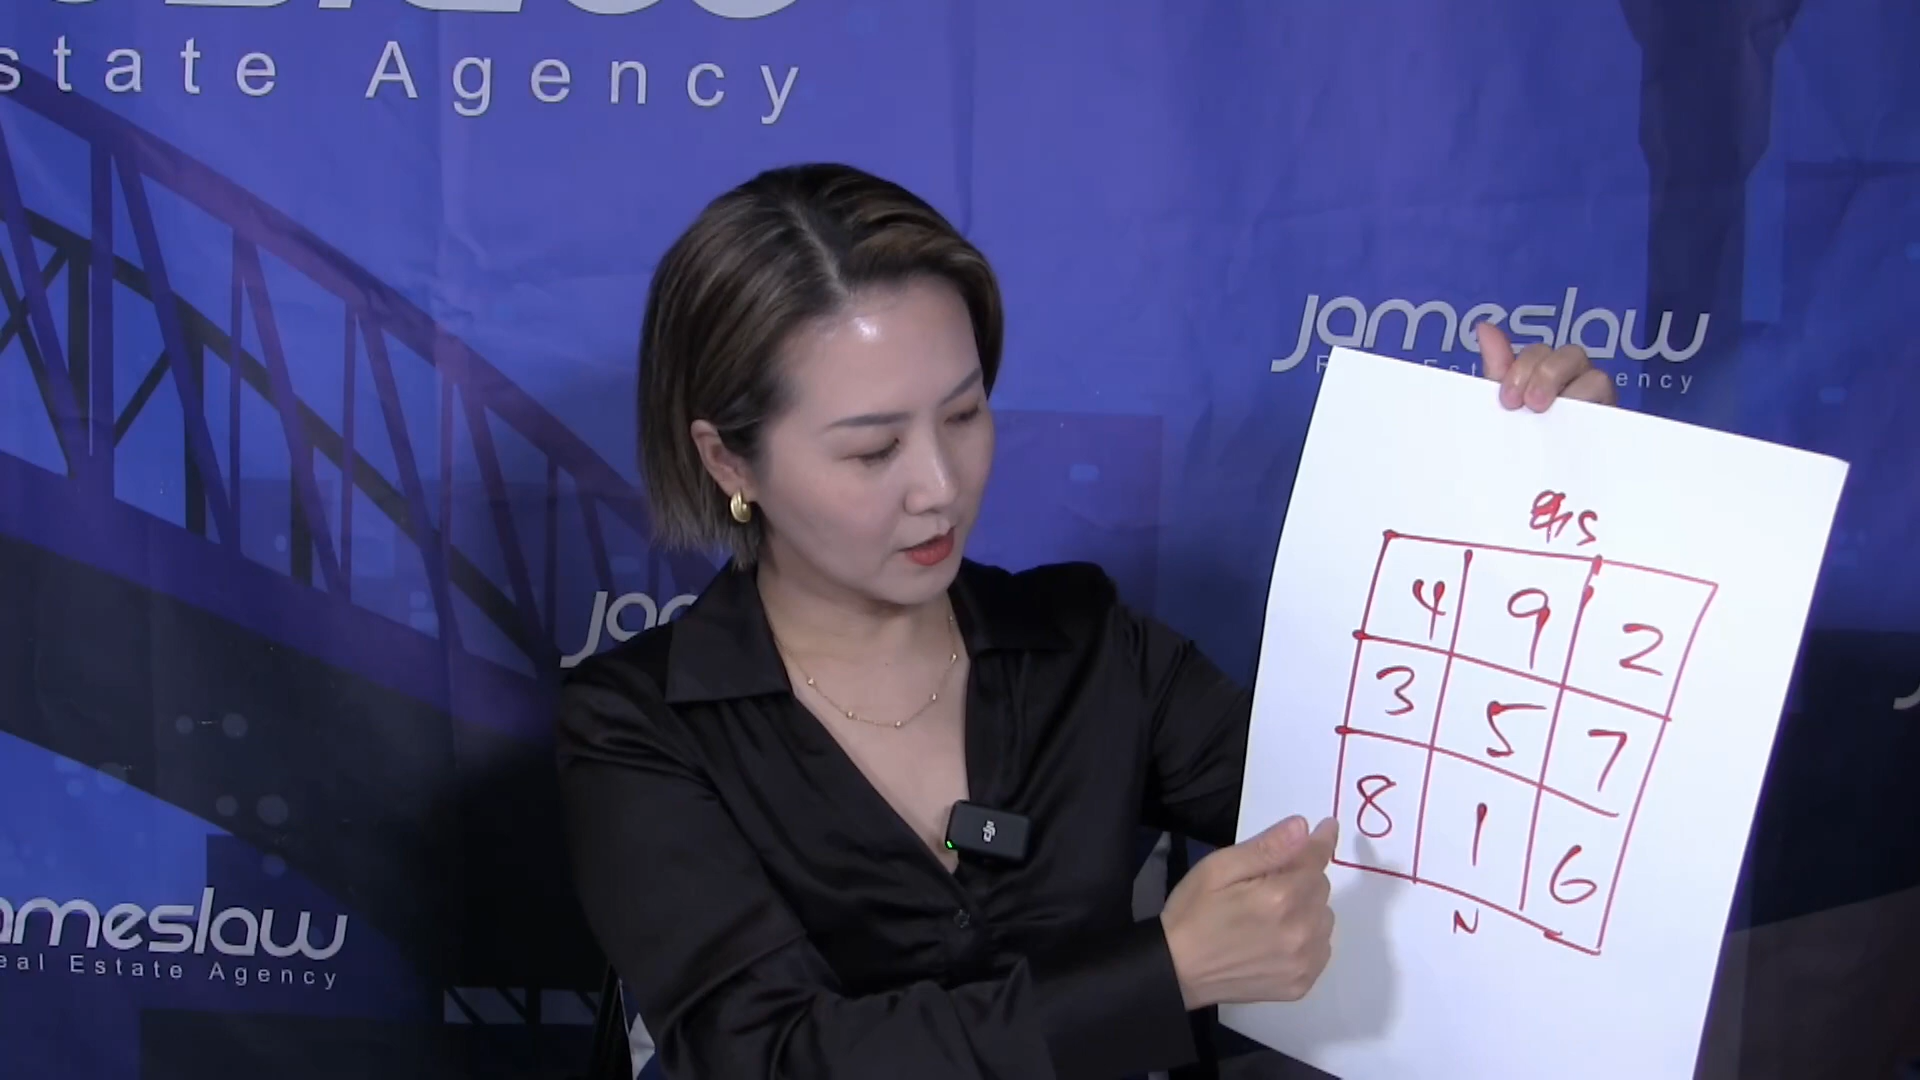 state Agency
jameslaw
ency
S
4 9 2
3 5 7
8 1 6
N
ameslaw
eal Estate Agency